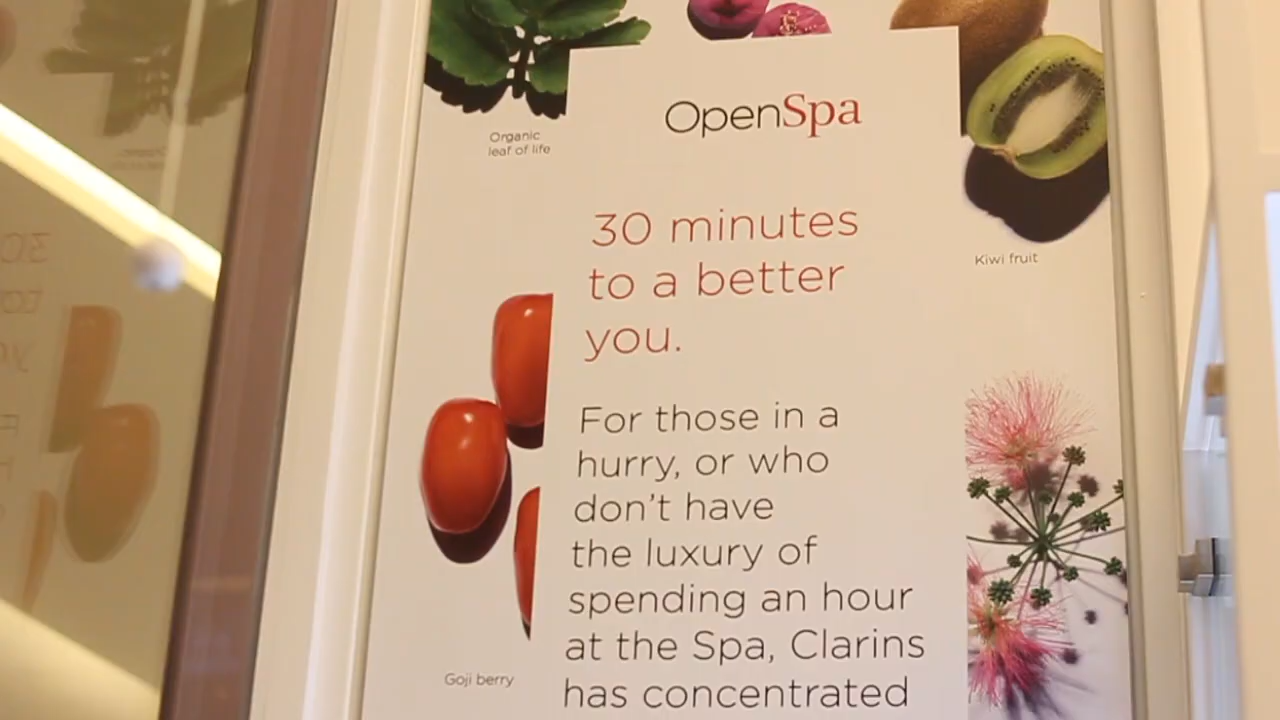 OpenSpa
Organic
leaf of life
30 minutes
to a better
you.
Kiwi fruit
For those in a
hurry, or who
don't have
the luxury of
spending an hour
at the Spa, Clarins
has concentrated
Goji berry